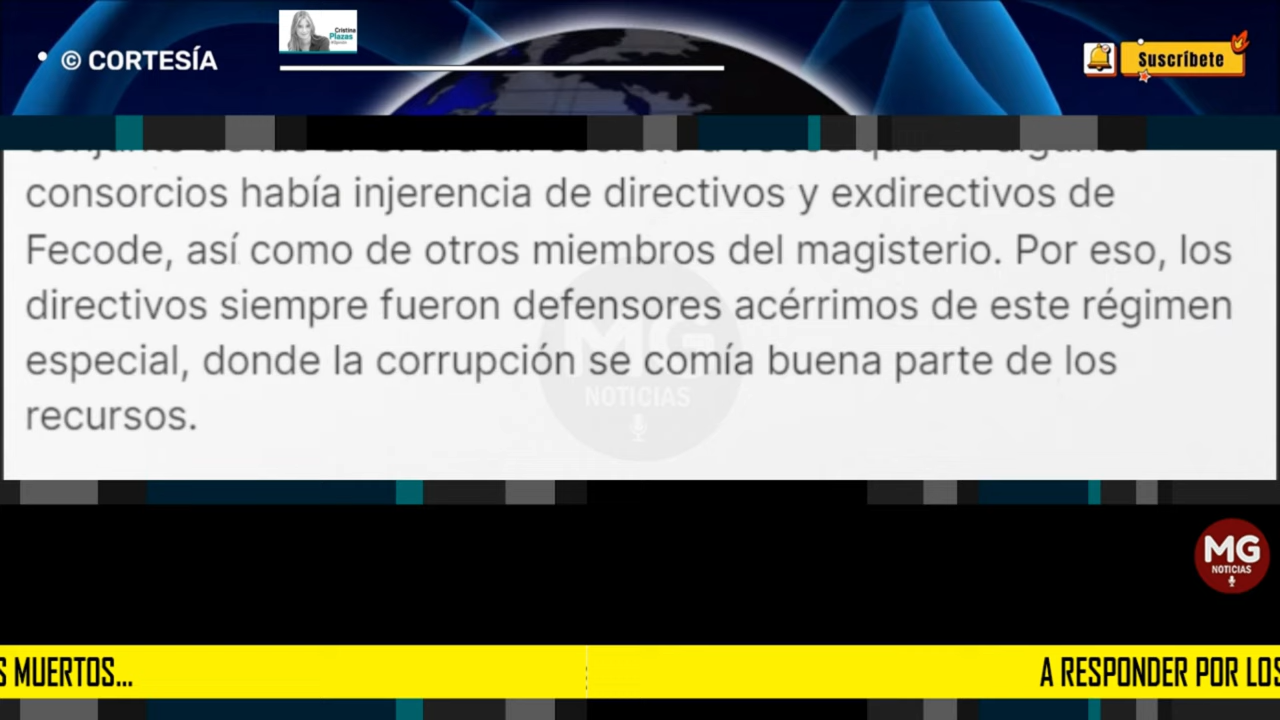 © CORTESÍA
Cristina
Plazas
Suscríbete
consorcios había injerencia de directivos y exdirectivos de
Fecode, así como de otros miembros del magisterio. Por eso, los
directivos siempre fueron defensores acérrimos de este régimen
especial, donde la corrupción se comía buena parte de los
recursos.
MG
NOTICIAS
MG
NOTICIAS
S MUERTOS...
A RESPONDER POR LOS